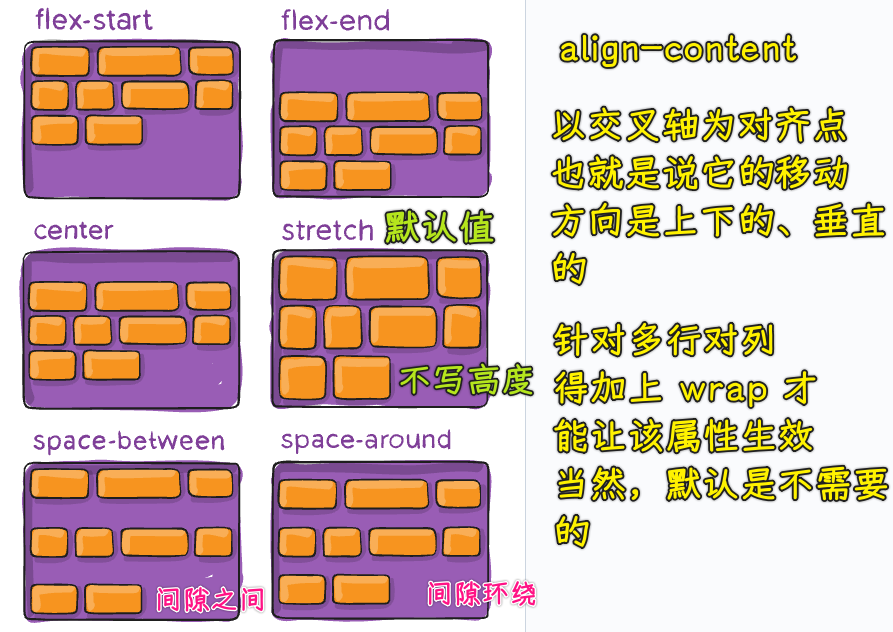 flex-start
flex-end
center
stretch 默认值
不写高度
space-between
space-around
间隙之间
间隙环绕
align-content
以交叉轴为对齐点
也就是说它的移动
方向是上下的、垂直
的
针对多行对列
得加上 wrap 才
能让该属性生效
当然，默认是不需要
的